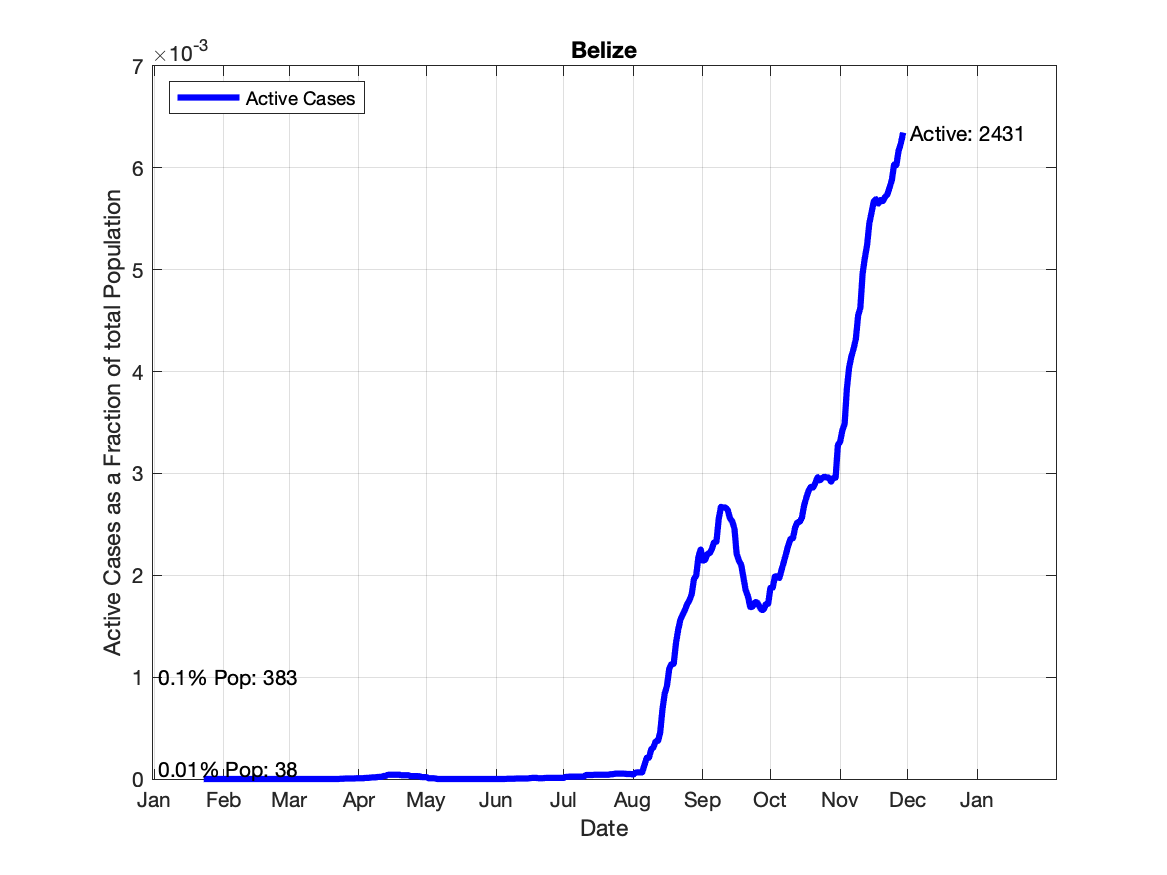 Belize
×10-3
7
6
5
4
3
2
1
0
Active Cases
Active: 2431
0.1% Pop: 383
0.01% Pop: 38
Active Cases as a Fraction of total Population
Jan Feb Mar Apr May Jun Jul Aug Sep Oct Nov Dec Jan
Date